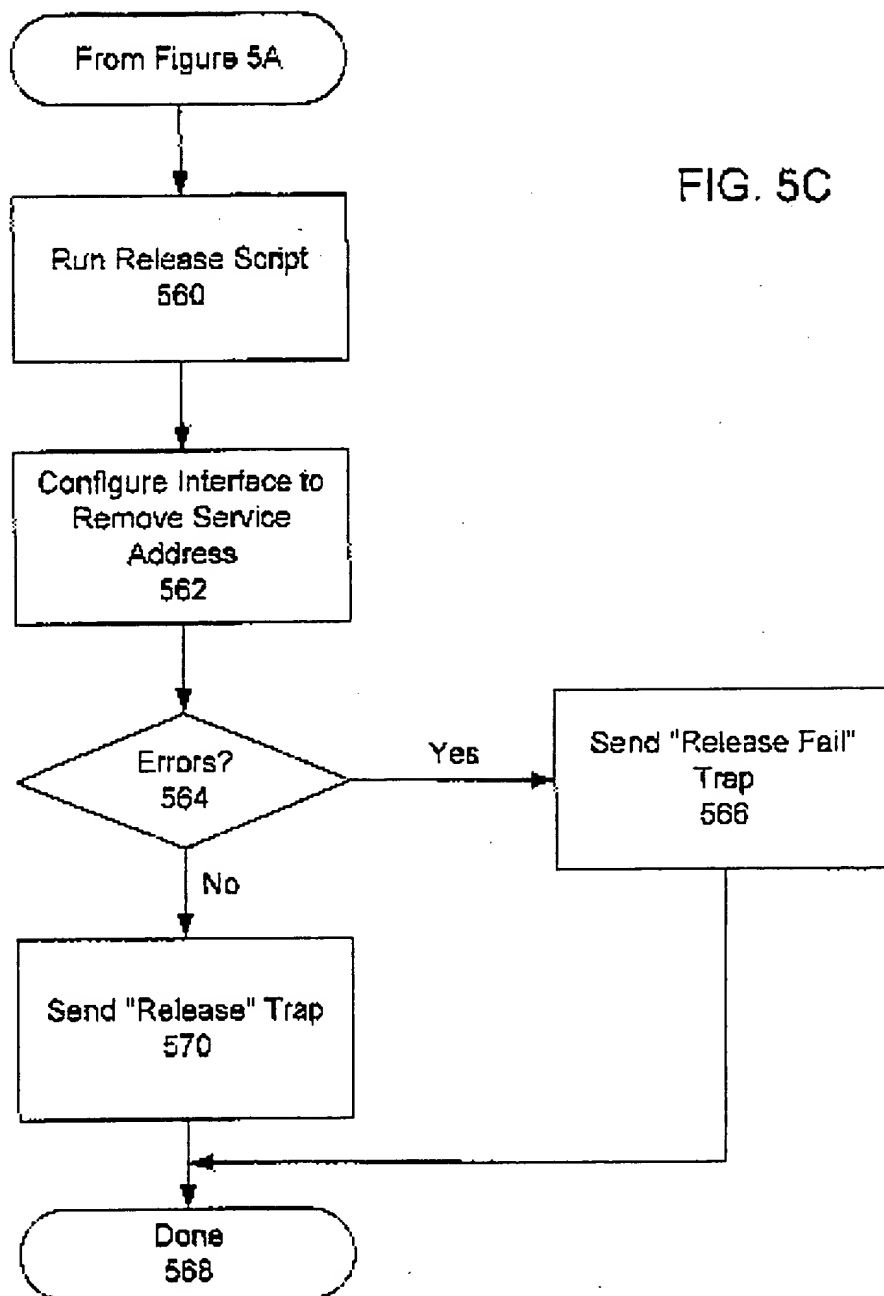 From Figure 5A
FIG. 5C
Run Release Script
560
Configure Interface to
Remove Service
Address
562
Errors?
564
Yes
Send "Release Fail"
Trap
566
No
Send "Release" Trap
570
Done
568